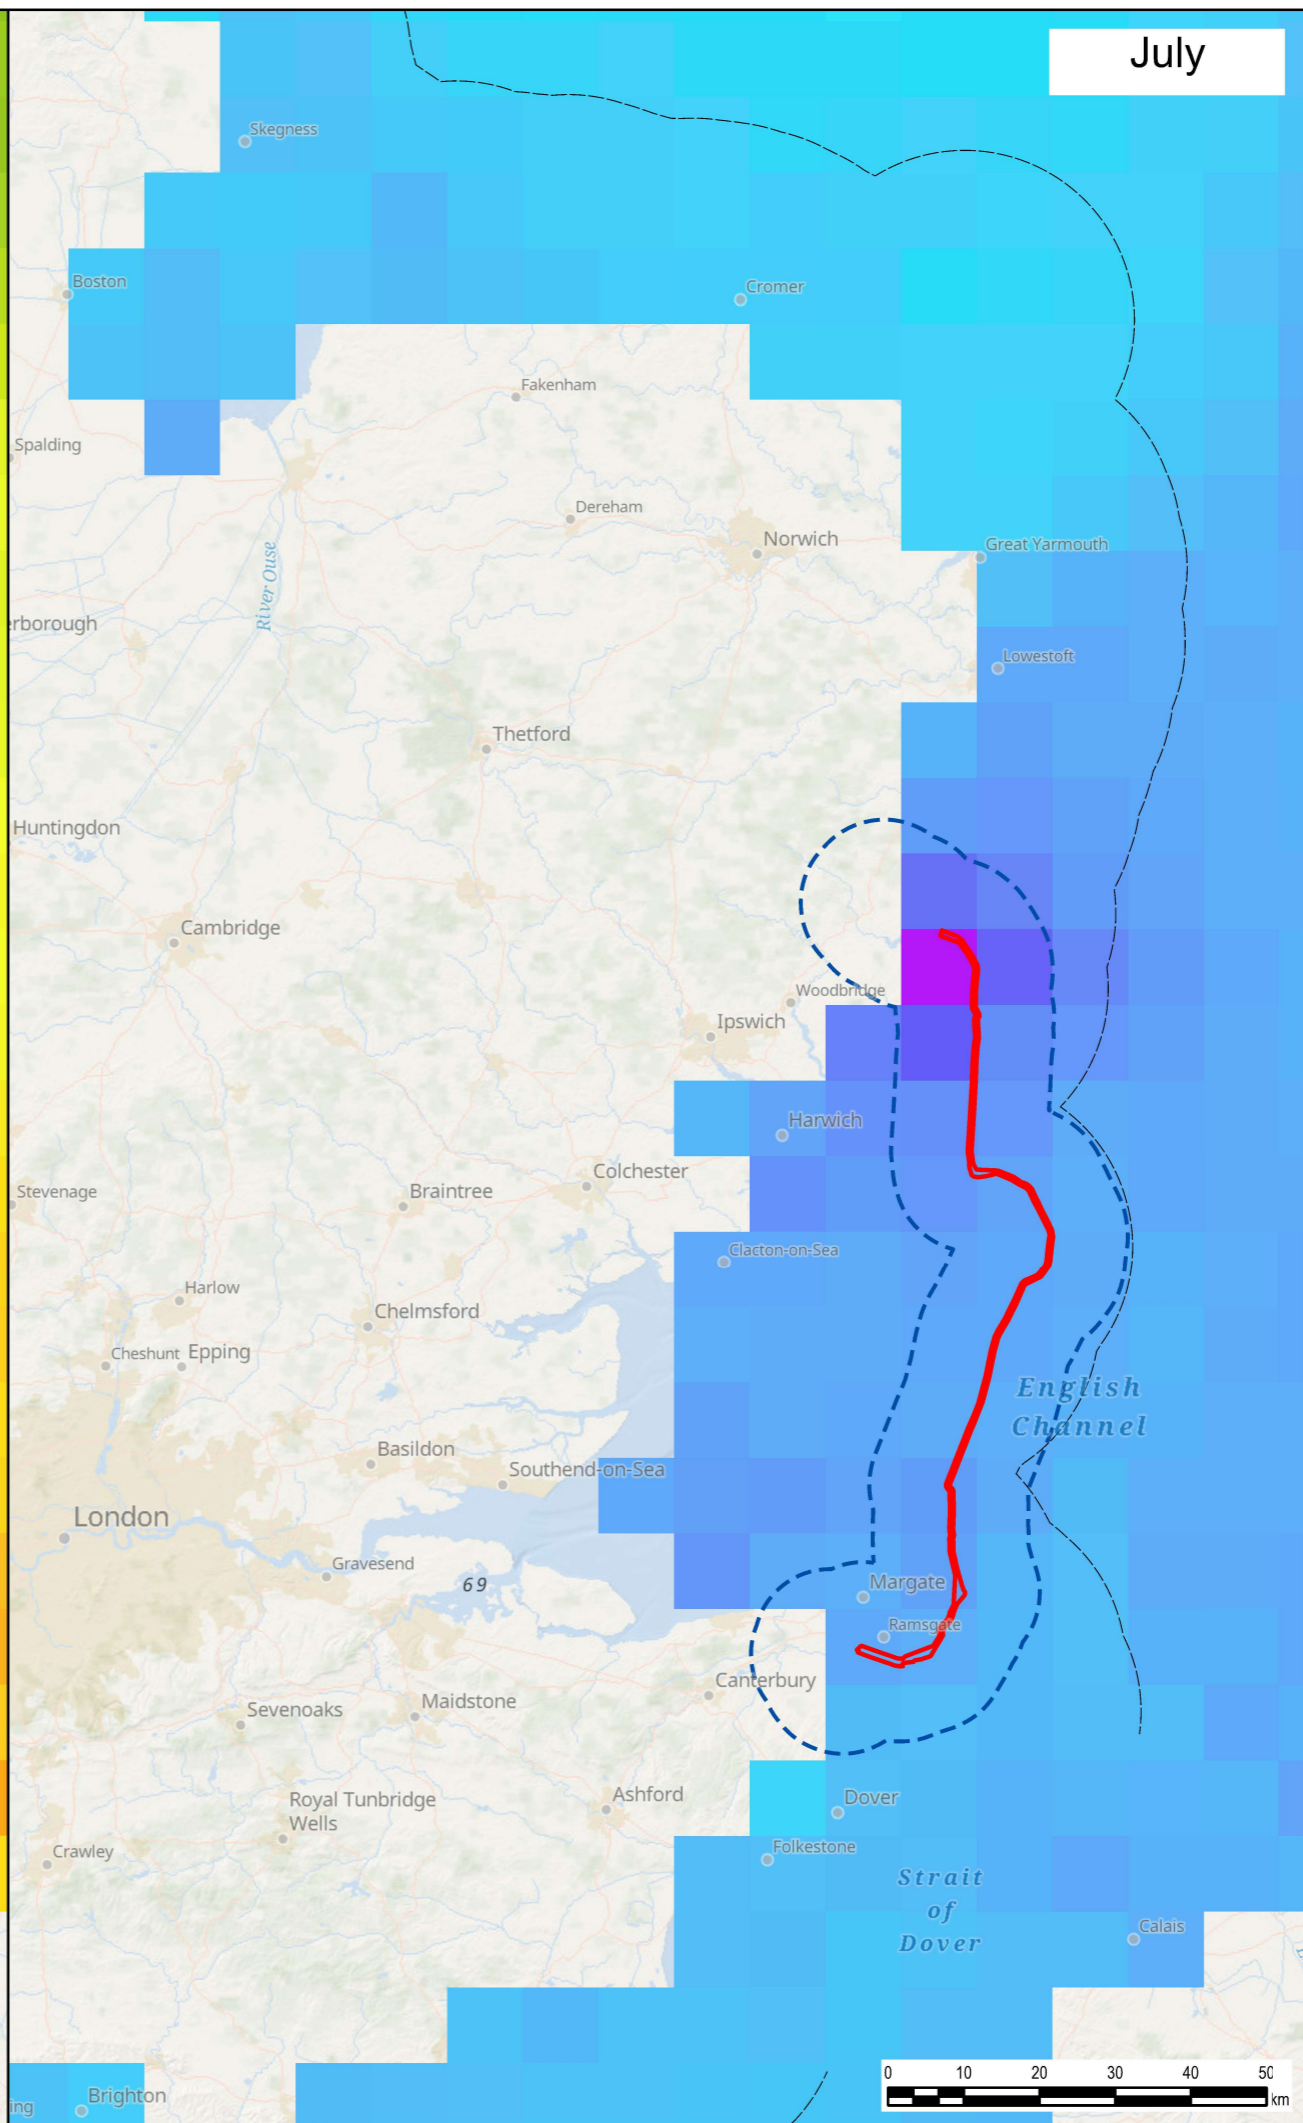 July
Skegness
Boston
Cromer
Fakenham
Spalding
Dereham
Norwich
Great Yarmouth
River Ouse
erborough
Lowestoft
Thetford
Huntingdon
Cambridge
Woodbridge
Ipswich
Harwich
Colchester
Stevenage
Braintree
Clacton-on-Sea
Harlow
Chelmsford
Cheshunt
Epping
English
Channel
Basildon
Southend-on-Sea
London
Gravesend
69
Margate
Ramsgate
Canterbury
Maidstone
Sevenoaks
Ashford
Royal Tunbridge
Wells
Dover
Folkestone
Crawley
Strait
of
Dover
Calais
0 10 20 30 40 50
km
Brighton
ing